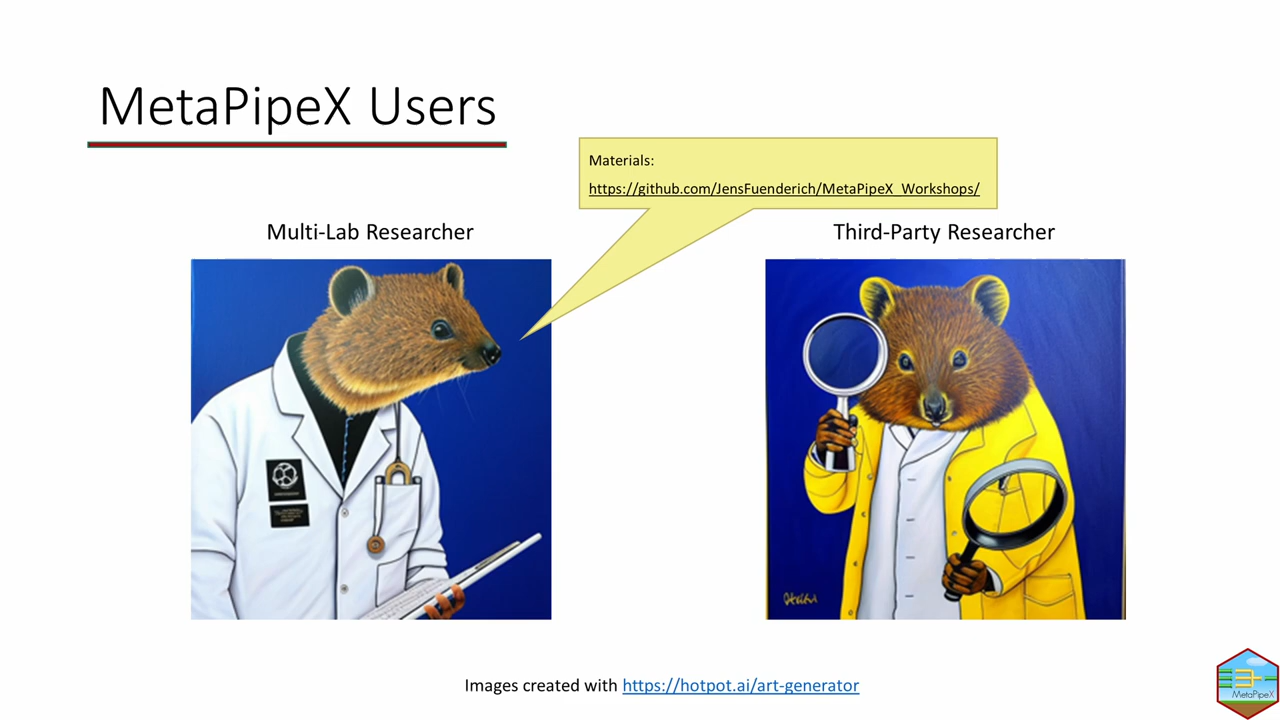 MetaPipeX Users
Materials:
https://github.com/JensFuenderich/MetaPipeX_Workshops/
Multi-Lab Researcher
Third-Party Researcher
Images created with https://hotpot.ai/art-generator
MetaPipeX